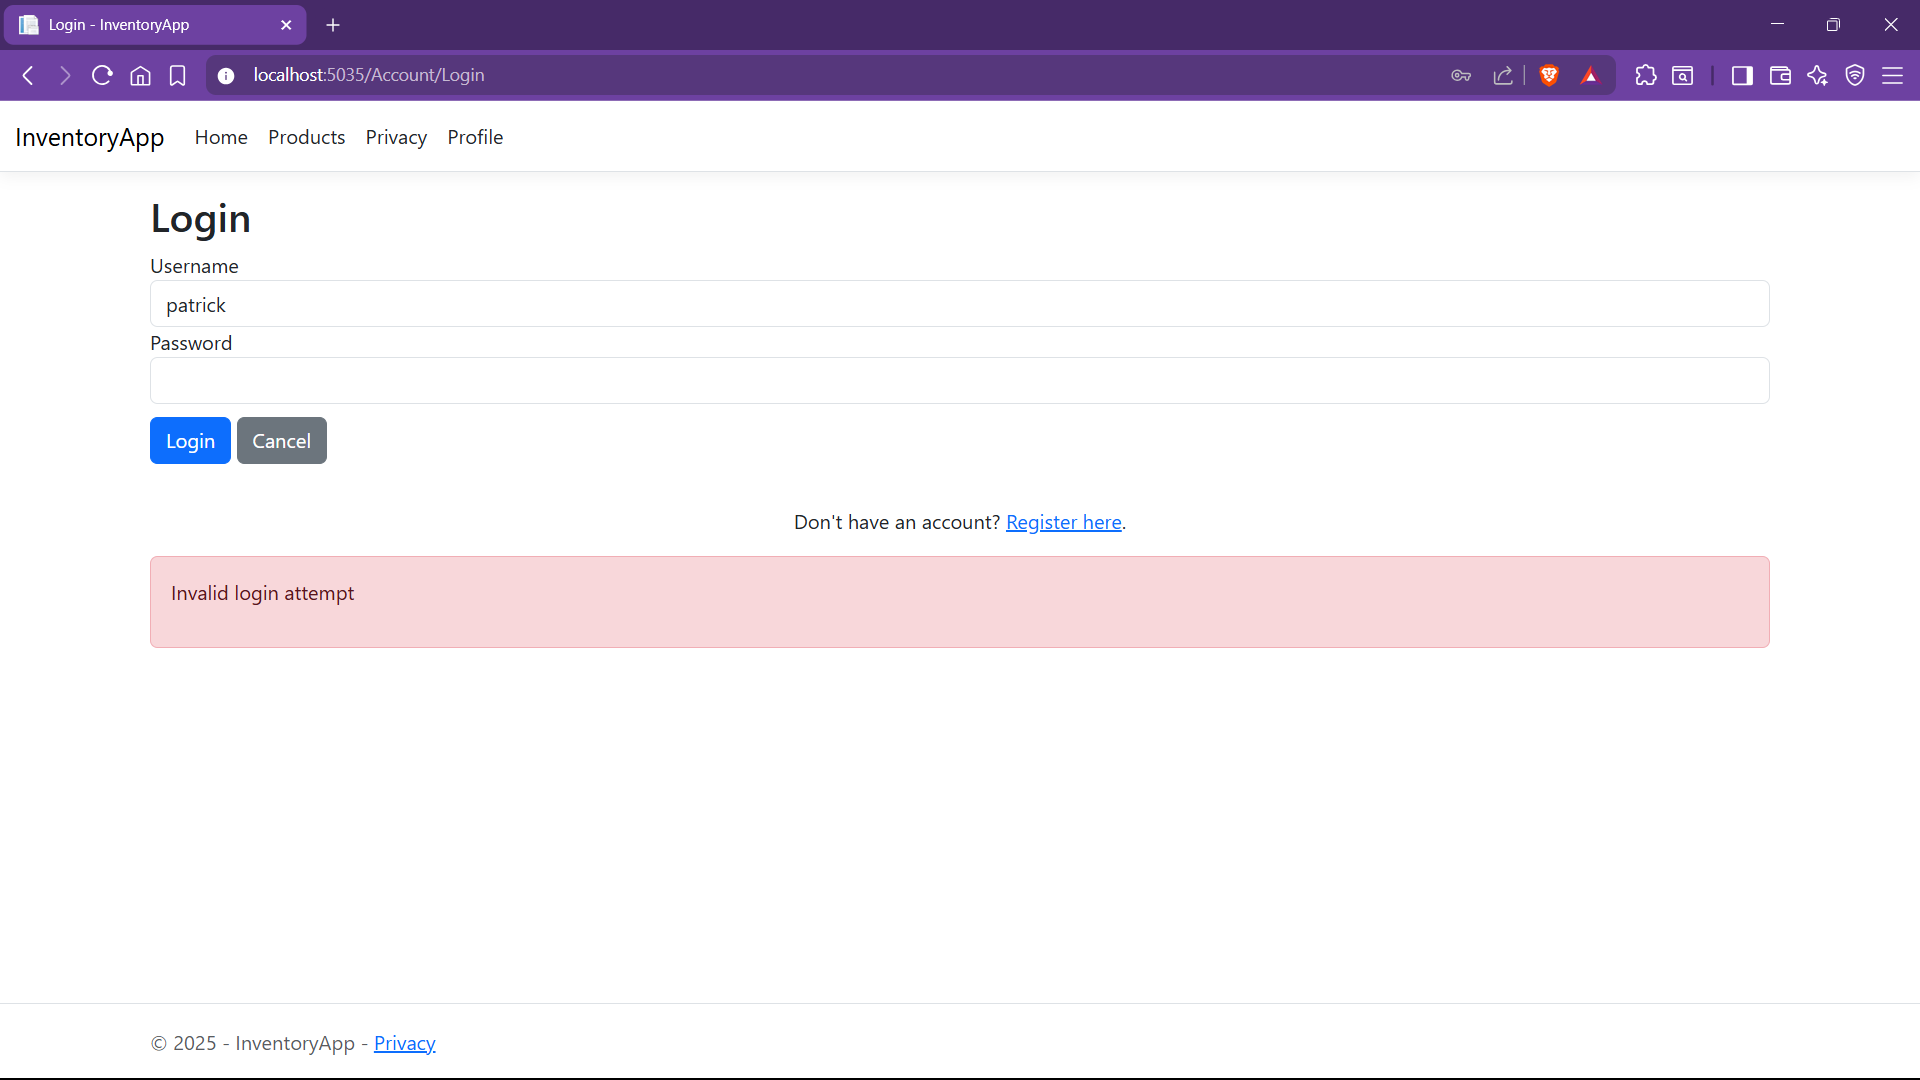 Login - InventoryApp
localhost:5035/Account/Login
InventoryApp Home Products Privacy Profile
Login
Username
patrick
Password
Login Cancel
Don't have an account? Register here.
Invalid login attempt
© 2025 - InventoryApp - Privacy